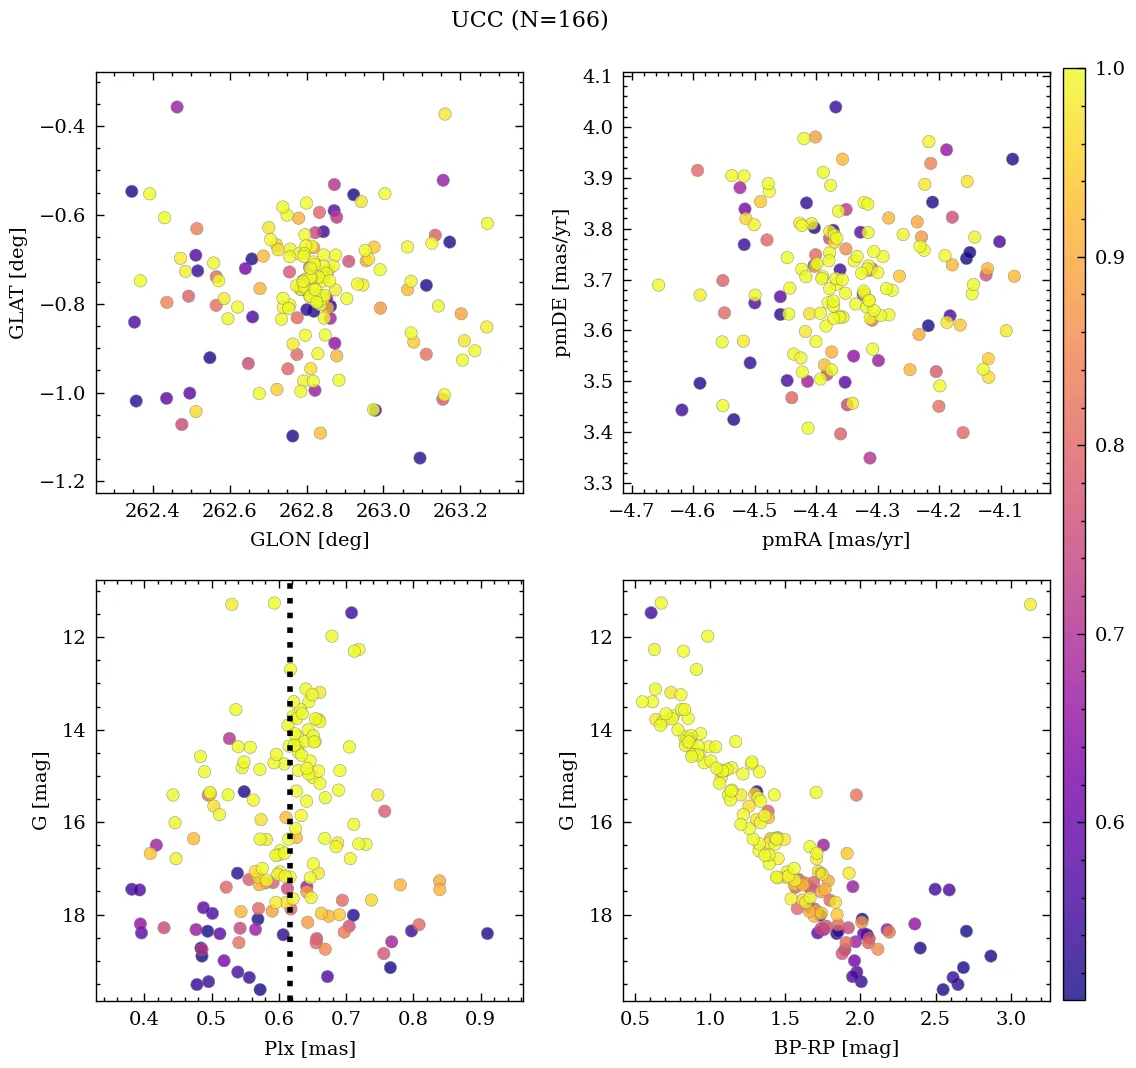 UCC (N=166)
−0.4
−0.6
−0.8
−1.0
−1.2
GLAT [deg]
262.4 262.6 262.8 263.0 263.2
GLON [deg]
4.1
4.0
3.9
3.8
3.7
3.6
3.5
3.4
3.3
pmDE [mas/yr]
−4.7 −4.6 −4.5 −4.4 −4.3 −4.2 −4.1
pmRA [mas/yr]
1.0
0.9
0.8
0.7
0.6
12
14
16
18
G [mag]
0.4 0.5 0.6 0.7 0.8 0.9
Plx [mas]
12
14
16
18
G [mag]
0.5 1.0 1.5 2.0 2.5 3.0
BP-RP [mag]